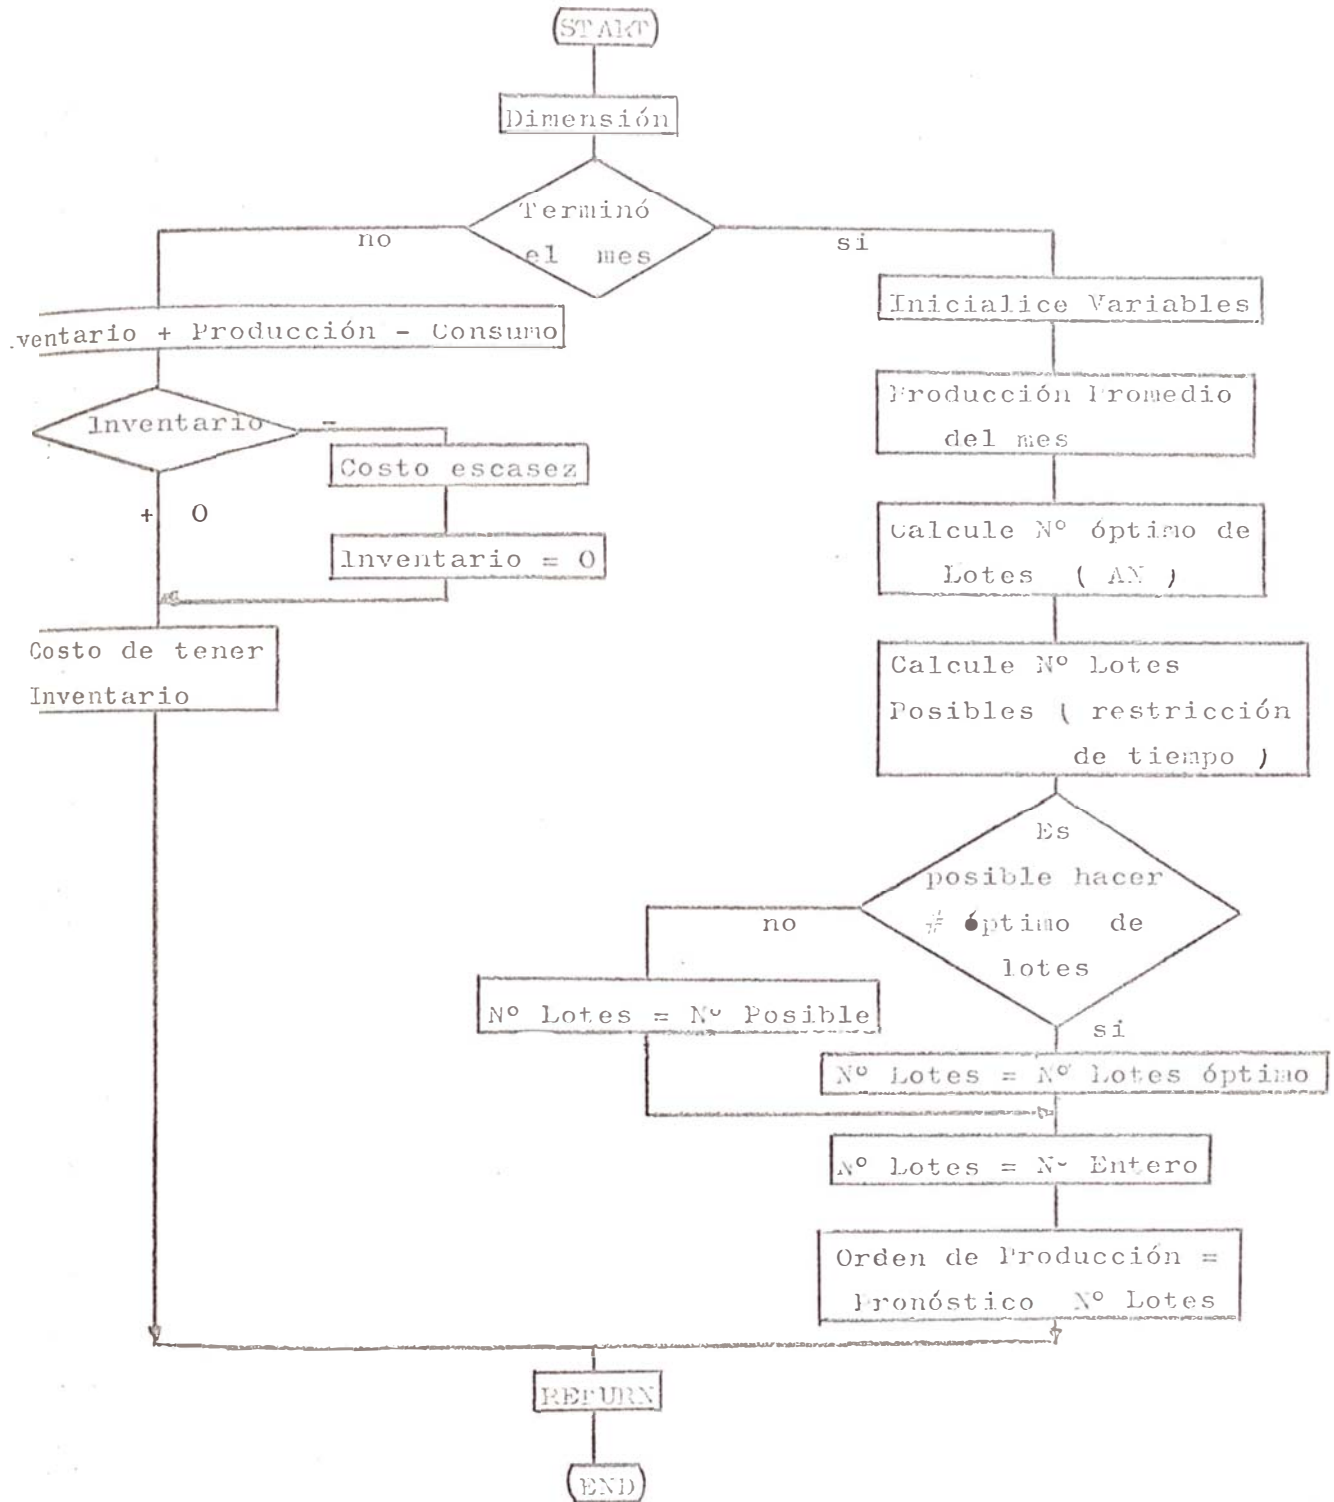 START
Dimensión
Terminó
el mes
no
si
ventario + Producción - Consumo
Inicialice Variables
Inventario
-
Costo escasez
+ 0
Inventario = 0
Costo de tener
Inventario
Producción Promedio
del mes
Calcule Nº óptimo de
Lotes ( AN )
Calcule Nº Lotes
Posibles ( restricción
de tiempo )
Es
posible hacer
# óptimo de
lotes
no
si
Nº Lotes = Nº Posible
Nº Lotes = Nº Lotes óptimo
Nº Lotes = Nº Entero
Orden de Producción =
Pronóstico Nº Lotes
RETURN
END